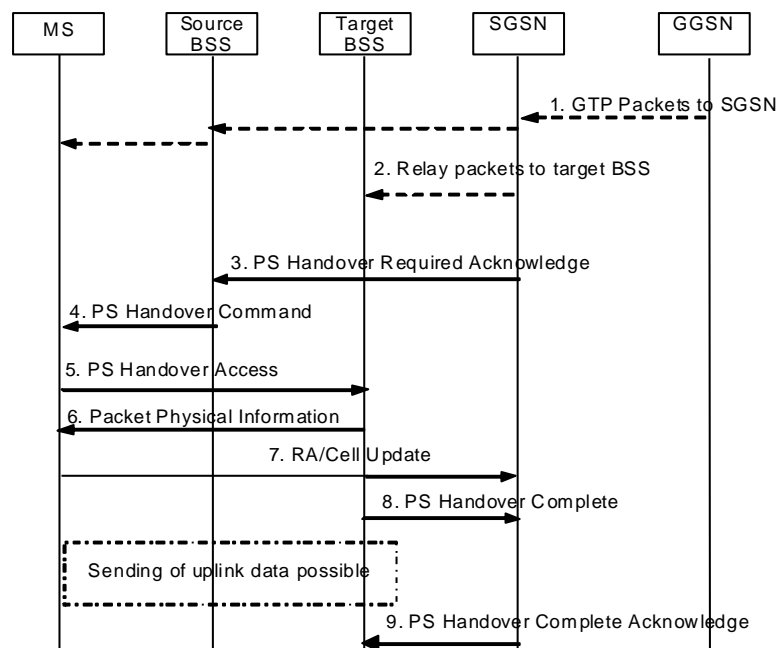 MS
Source
BSS
Target
BSS
SGSN
GGSN
1. GTP Packets to SGSN
2. Relay packets to target BSS
3. PS Handover Required Acknowledge
4. PS Handover Command
5. PS Handover Access
6. Packet Physical Information
7. RA/Cell Update
8. PS Handover Complete
Sending of uplink data possible
9. PS Handover Complete Acknowledge